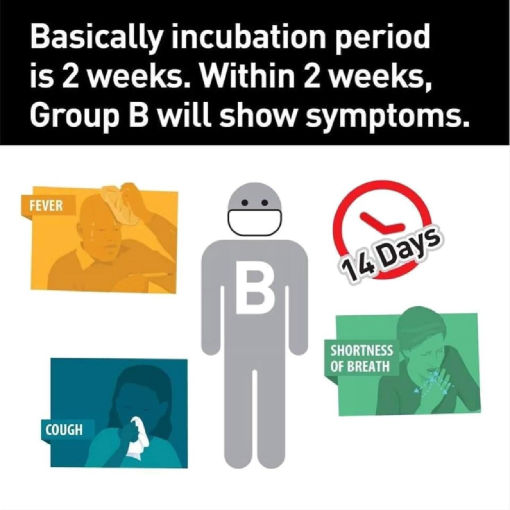 Basically incubation period
is 2 weeks. Within 2 weeks,
Group B will show symptoms.
FEVER
B
14 Days
SHORTNESS
OF BREATH
COUGH